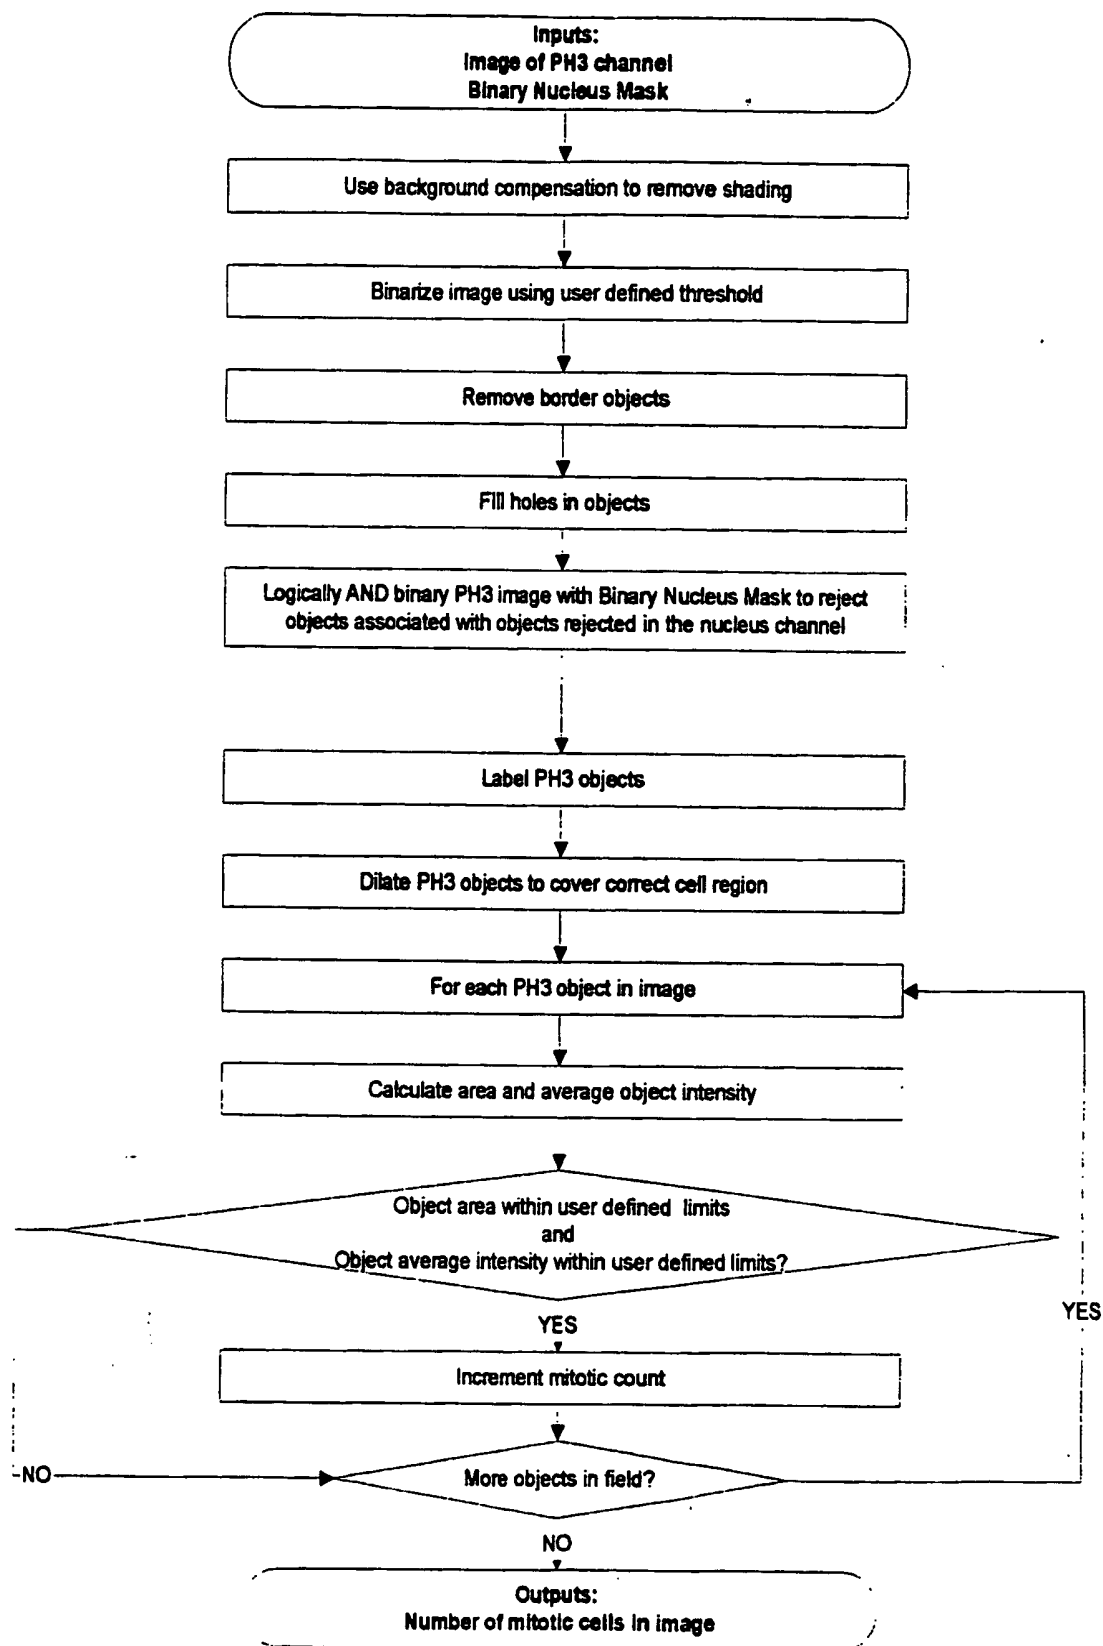 Inputs:
Image of PH3 channel
Binary Nucleus Mask
Use background compensation to remove shading
Binarize image using user defined threshold
Remove border objects
Fill holes in objects
Logically AND binary PH3 image with Binary Nucleus Mask to reject
objects associated with objects rejected in the nucleus channel
Label PH3 objects
Dilate PH3 objects to cover correct cell region
For each PH3 object in image
Calculate area and average object intensity
Object area within user defined limits
and
Object average intensity within user defined limits?
YES
YES
Increment mitotic count
NO
More objects in field?
NO
Outputs:
Number of mitotic cells in image